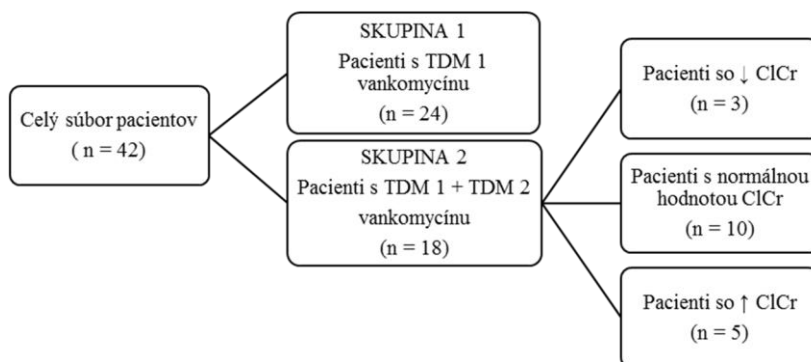 Celý súbor pacientov
( n = 42)
SKUPINA 1
Pacienti s TDM 1
vankomycínu
(n = 24)
SKUPINA 2
Pacienti s TDM 1 + TDM 2
vankomycínu
(n = 18)
Pacienti so ↓ ClCr
(n = 3)
Pacienti s normálnou
hodnotou ClCr
(n = 10)
Pacienti so ↑ ClCr
(n = 5)